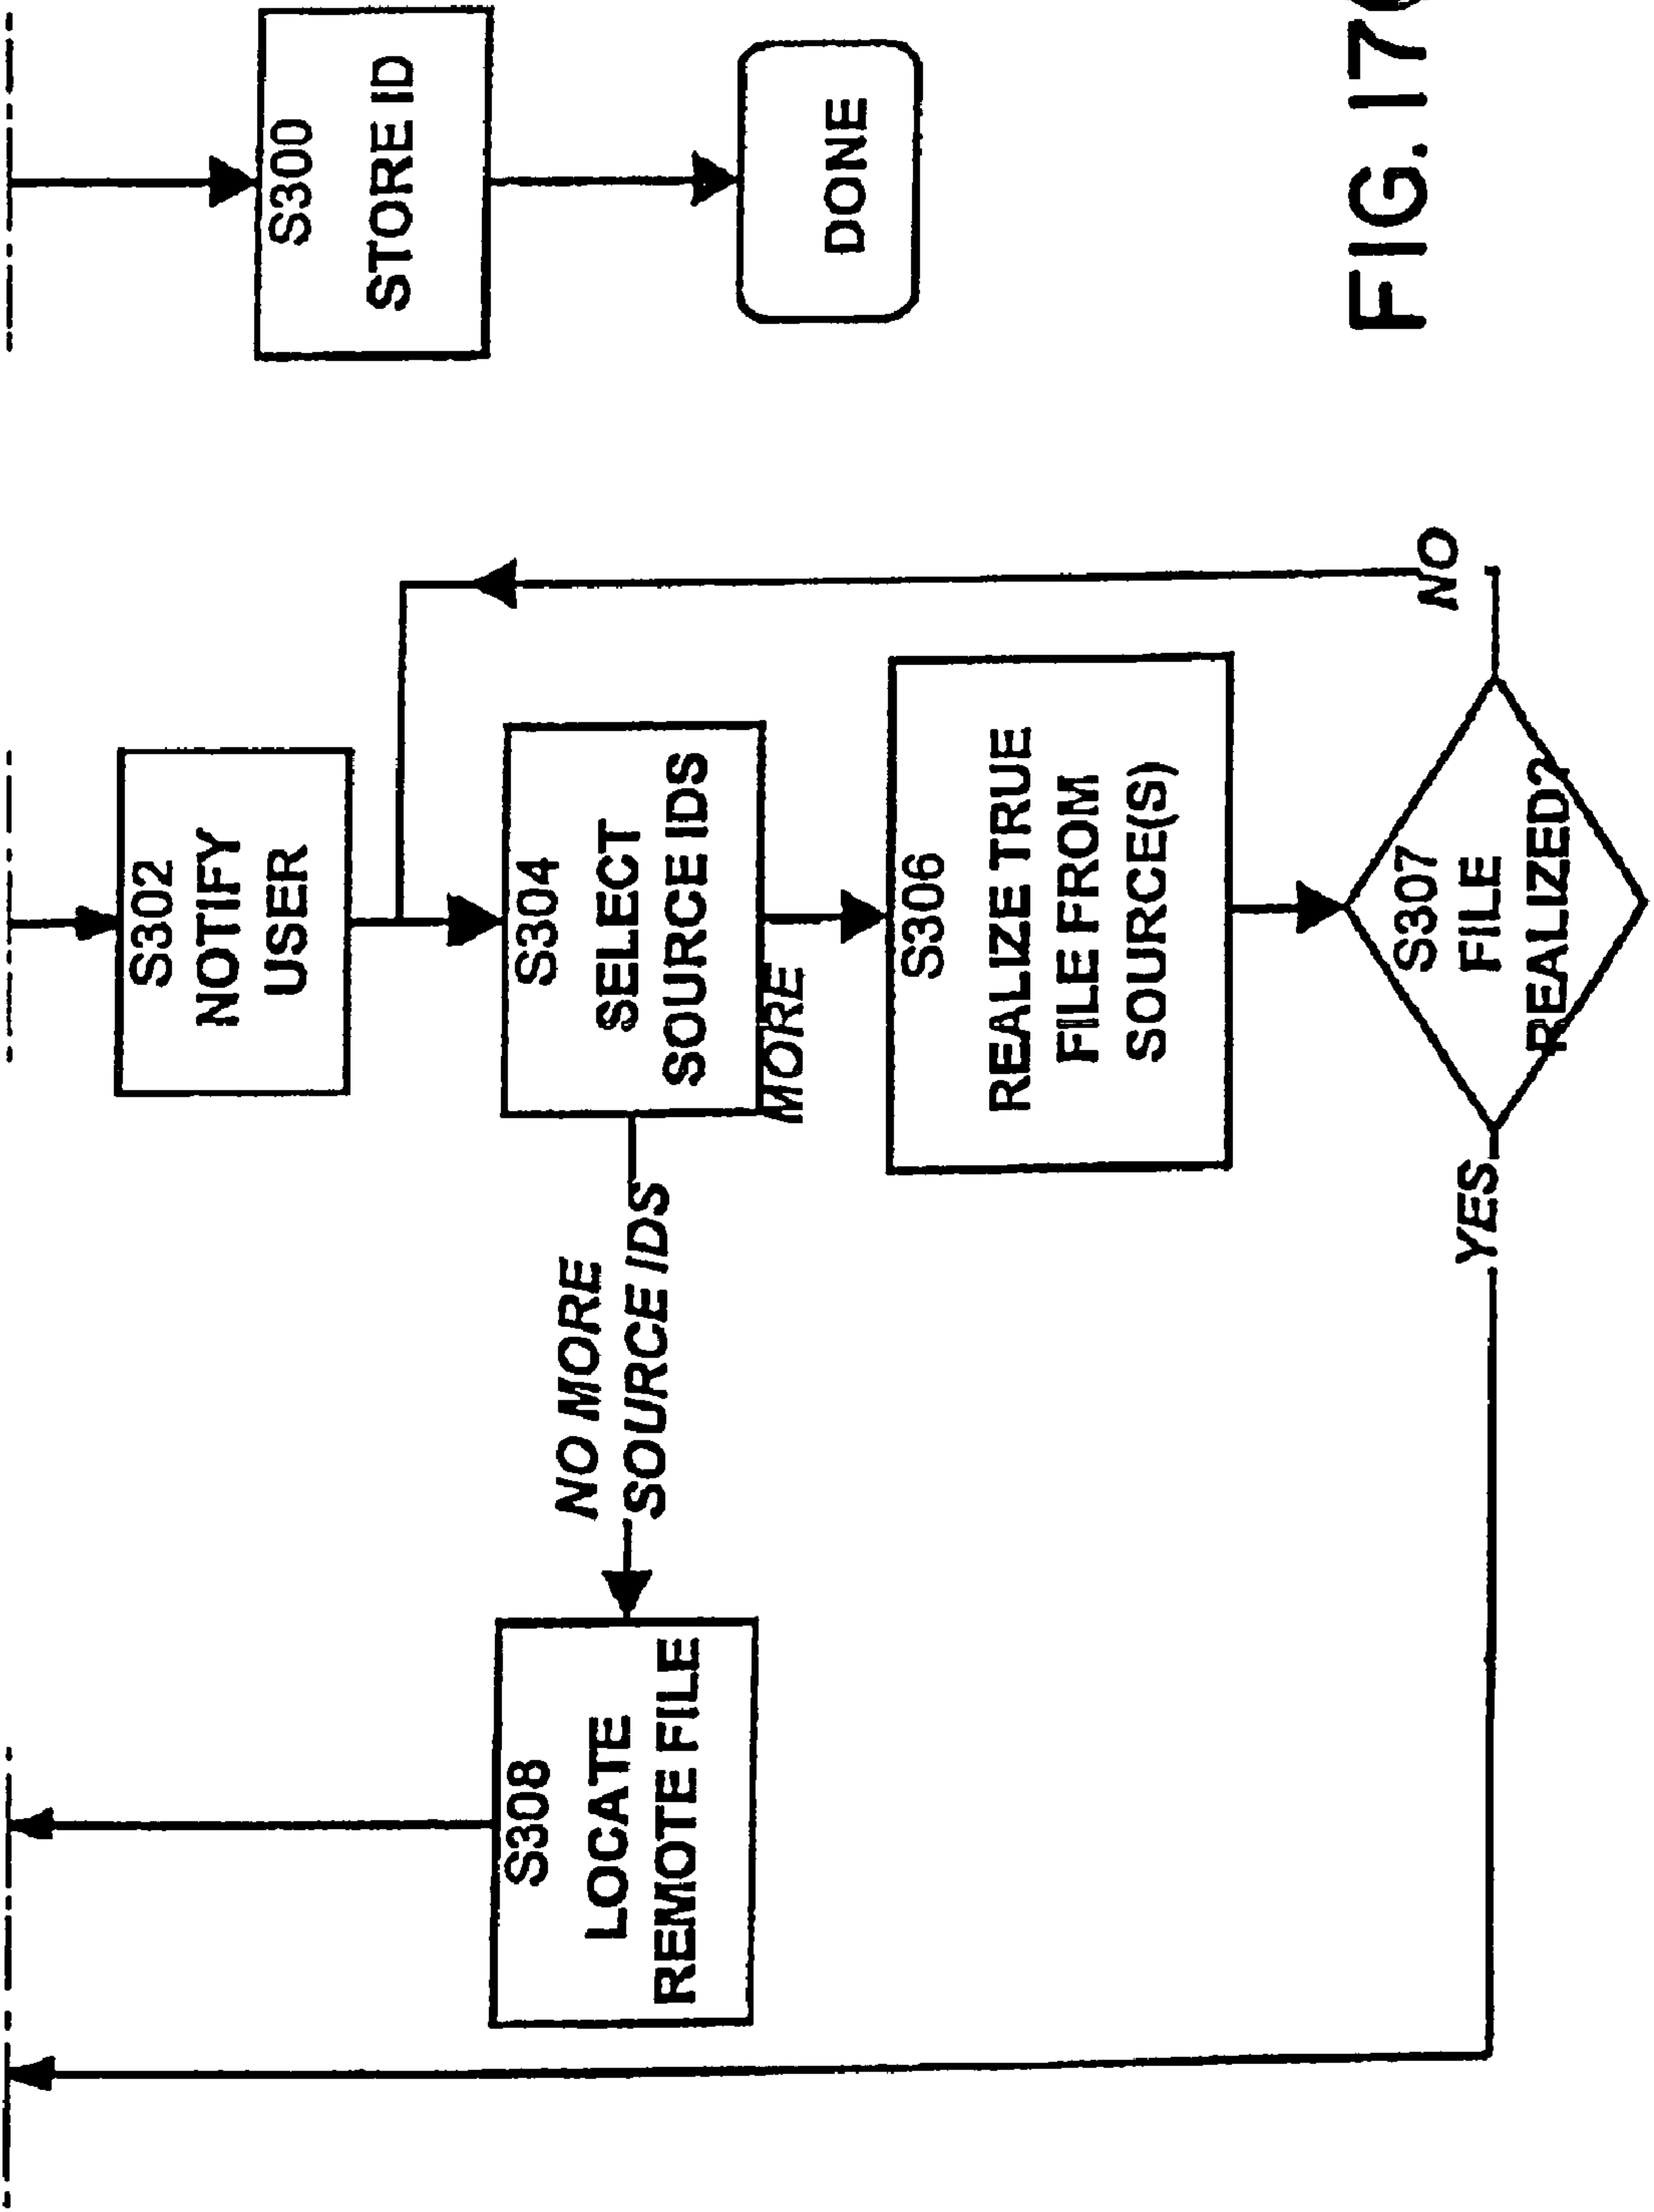 S302
NOTIFY
USER
S300
STORE ID
S308
LOCATE
REMOTE FILE
NO MORE
SOURCE IDS
S304
SELECT
SOURCE IDS
MORE
DONE
S306
REALIZE TRUE
FILE FROM
SOURCE(S)
S307
FILE
REALIZED?
YES
NO
FIG. 17